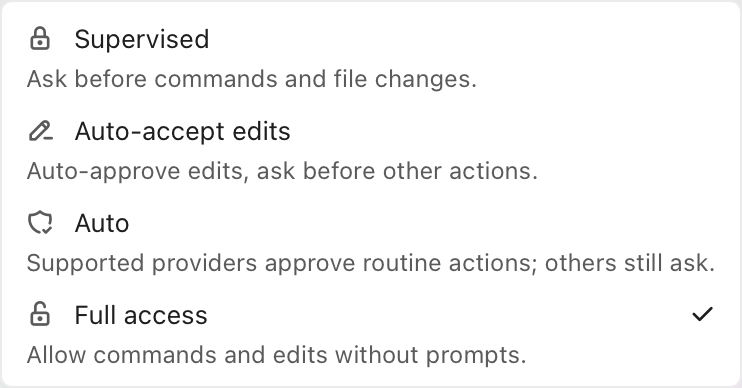 Supervised
Ask before commands and file changes.
Auto-accept edits
Auto-approve edits, ask before other actions.
Auto
Supported providers approve routine actions; others still ask.
Full access
Allow commands and edits without prompts.